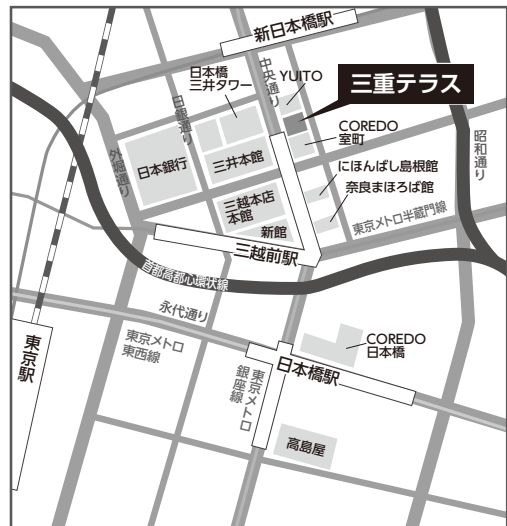 新日本橋駅
日本橋
三井タワー
中央通り
YUITO
三重テラス
日銀通り
COREDO
室町
昭和通り
外堀通り
日本銀行
三井本館
にほんばし島根館
三越本店
本館
奈良まほろば館
新館
東京メトロ半蔵門線
三越前駅
首都高都心環状線
永代通り
東京駅
東京メトロ
東西線
COREDO
日本橋
日本橋駅
東京メトロ
銀座線
高島屋